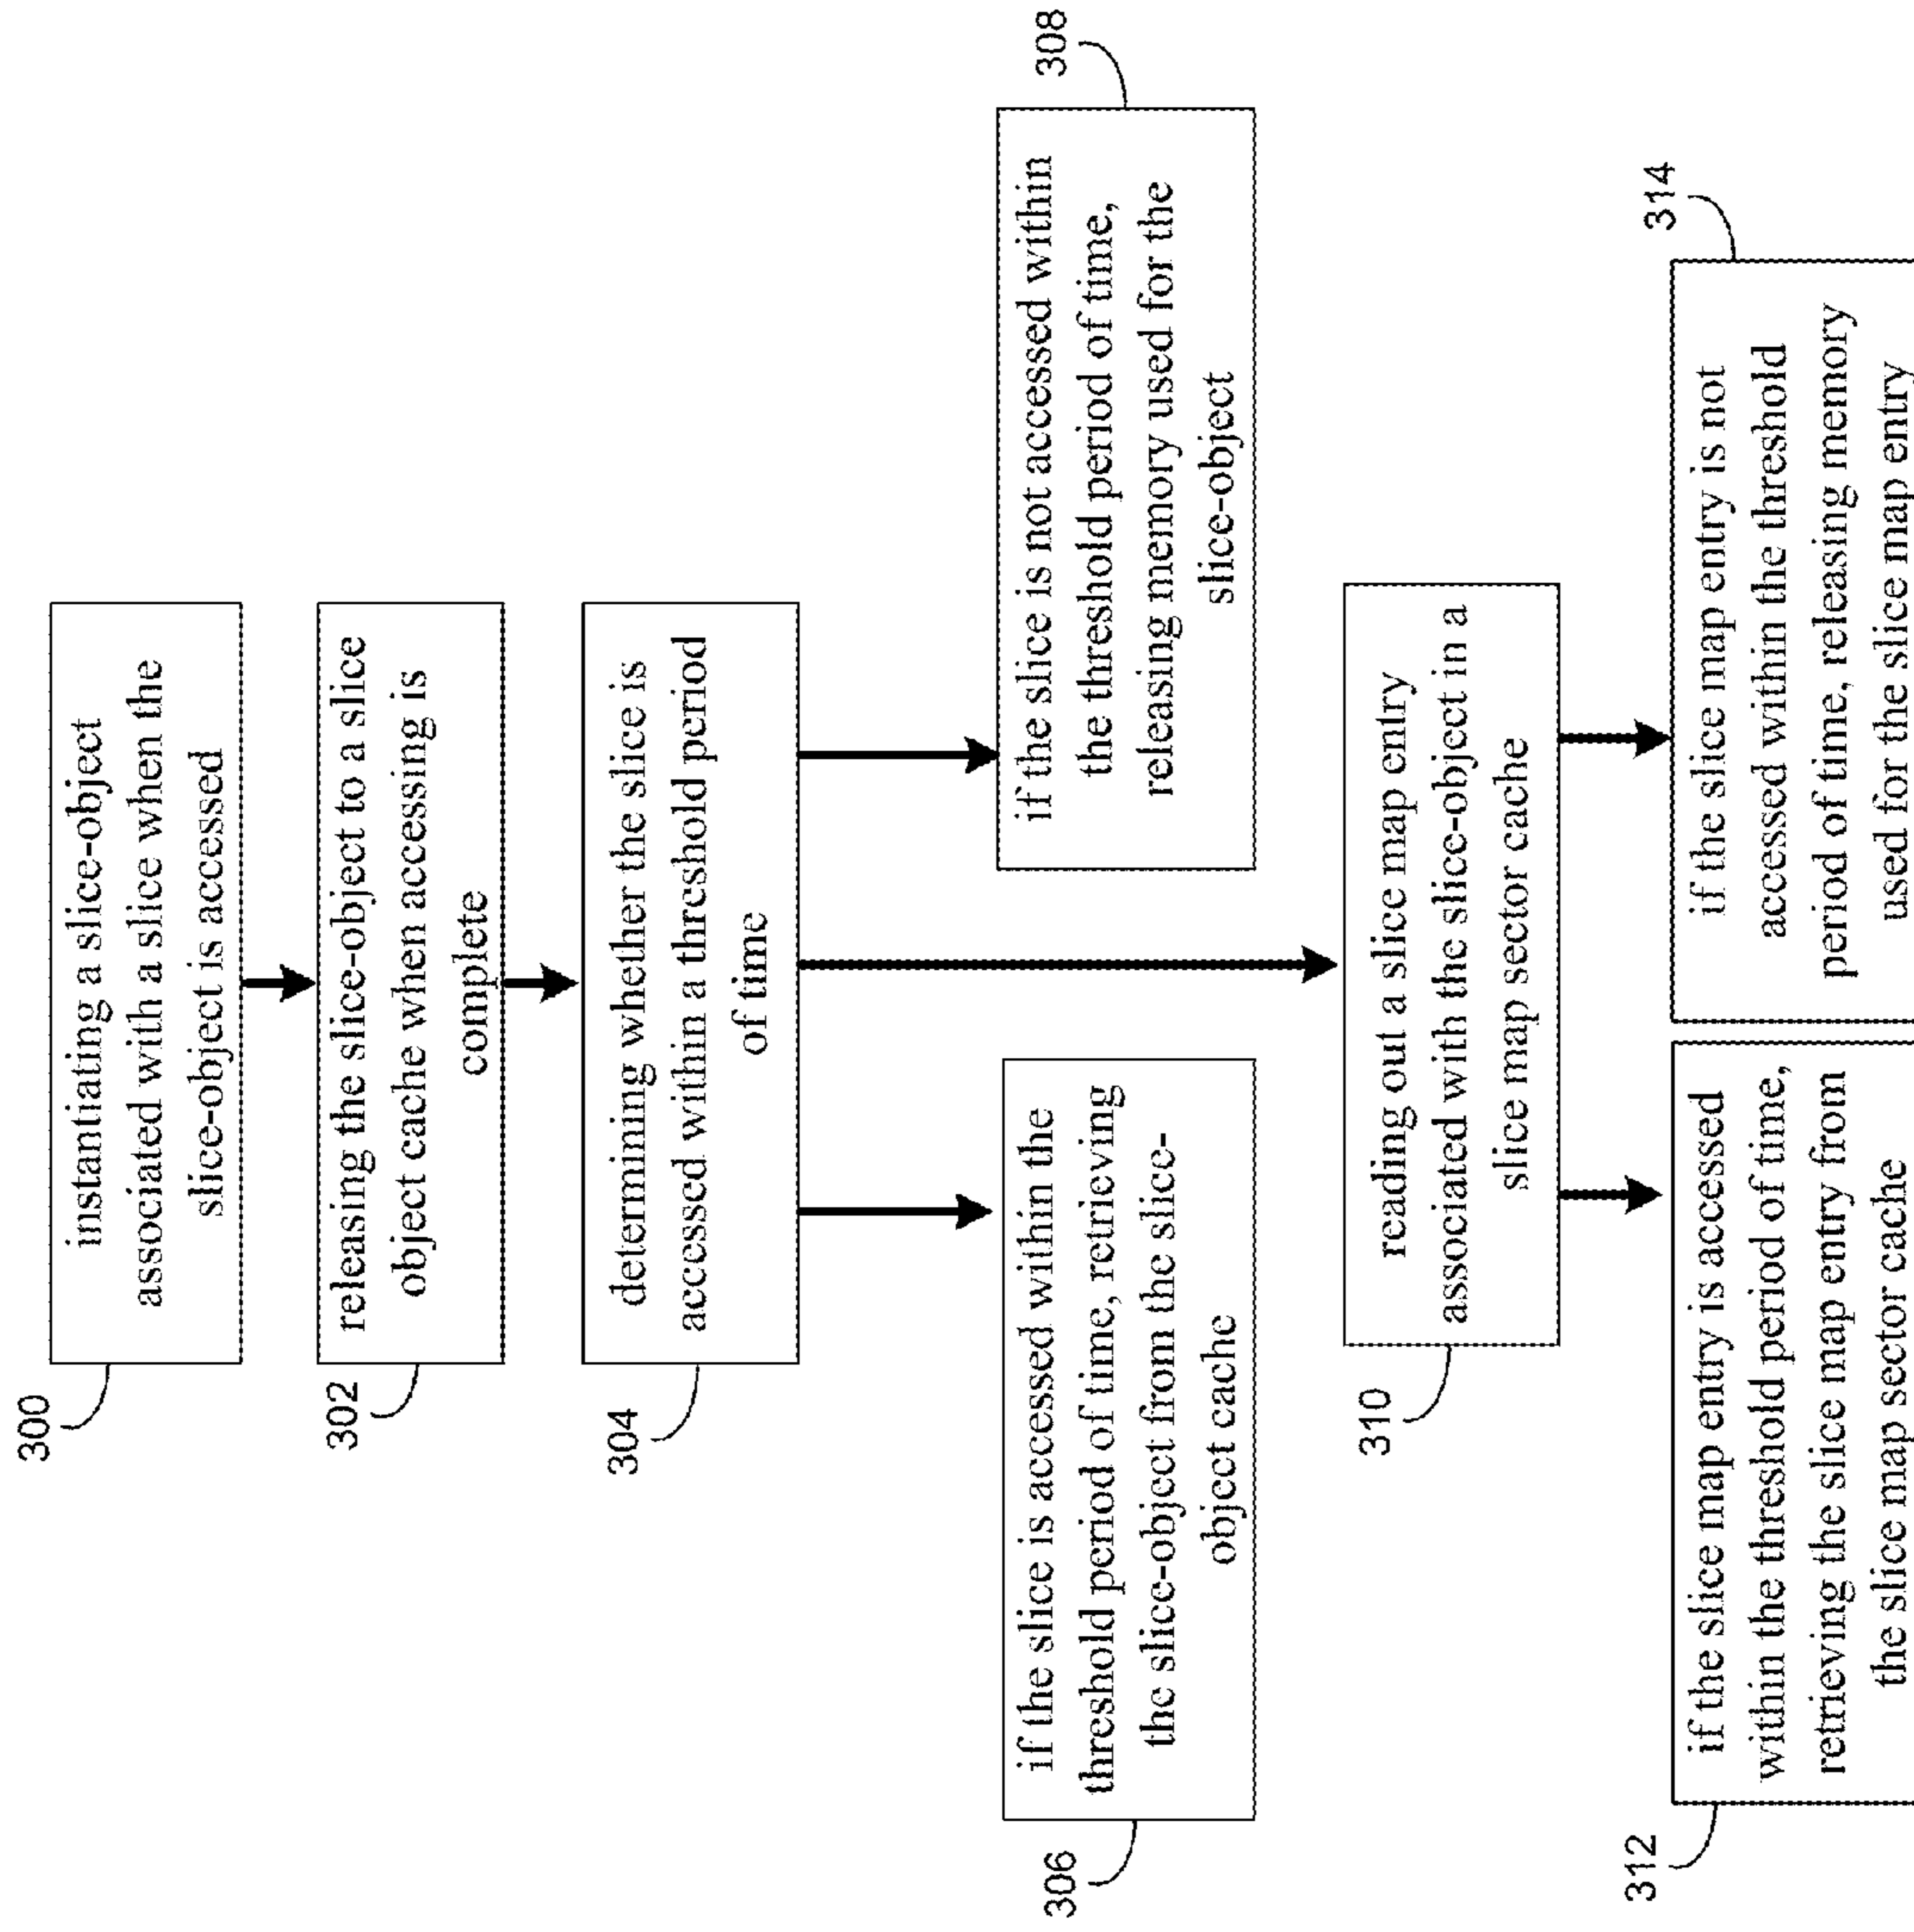 300
instantiating a slice-object
associated with a slice when the
slice-object is accessed
302
releasing the slice-object to a slice
object cache when accessing is
complete
304
determining whether the slice is
accessed within a threshold period
of time
306
if the slice is accessed within the
threshold period of time, retrieving
the slice-object from the slice-
object cache
308
if the slice is not accessed within
the threshold period of time,
releasing memory used for the
slice-object
310
reading out a slice map entry
associated with the slice-object in a
slice map sector cache
312
if the slice map entry is accessed
within the threshold period of time,
retrieving the slice map entry from
the slice map sector cache
314
if the slice map entry is not
accessed within the threshold
period of time, releasing memory
used for the slice map entry